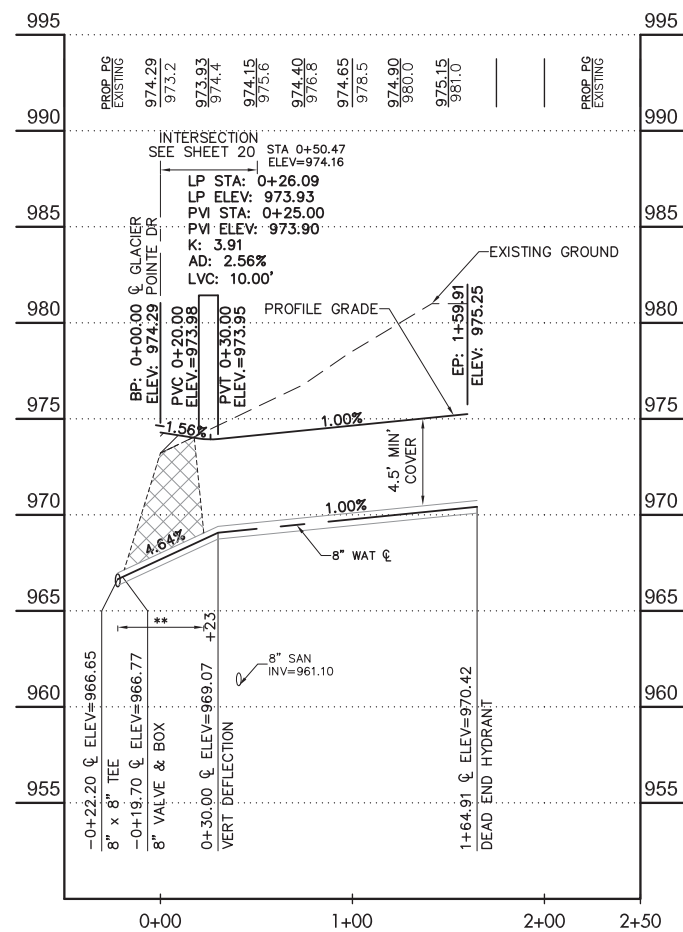 995
995
PROP PG
EXISTING
974.29
973.2
973.93
974.4
974.15
975.6
974.40
976.8
974.65
978.5
974.90
980.0
975.15
981.0
PROP PG
EXISTING
990
990
INTERSECTION
SEE SHEET 20
STA 0+50.47
ELEV=974.16
LP STA: 0+26.09
LP ELEV: 973.93
PVI STA: 0+25.00
PVI ELEV: 973.90
K: 3.91
AD: 2.56%
LVC: 10.00'
985
985
BP: 0+00.00 ℄ GLACIER
ELEV: 974.29 POINTE DR
PVC 0+20.00
ELEV.=973.98
PVT 0+30.00
ELEV.=973.95
EXISTING GROUND
PROFILE GRADE
EP: 1+59.91
ELEV: 975.25
980
980
975
975
-1.56%
1.00%
4.5' MIN'
COVER
970
970
1.00%
4.64%
8" WAT ℄
965
965
**
+23
8" SAN
INV=961.10
960
960
955
955
-0+22.20 ℄ ELEV=966.65
8" x 8" TEE
-0+19.70 ℄ ELEV=966.77
8" VALVE & BOX
0+30.00 ℄ ELEV=969.07
VERT DEFLECTION
1+64.91 ℄ ELEV=970.42
DEAD END HYDRANT
0+00
1+00
2+00
2+50